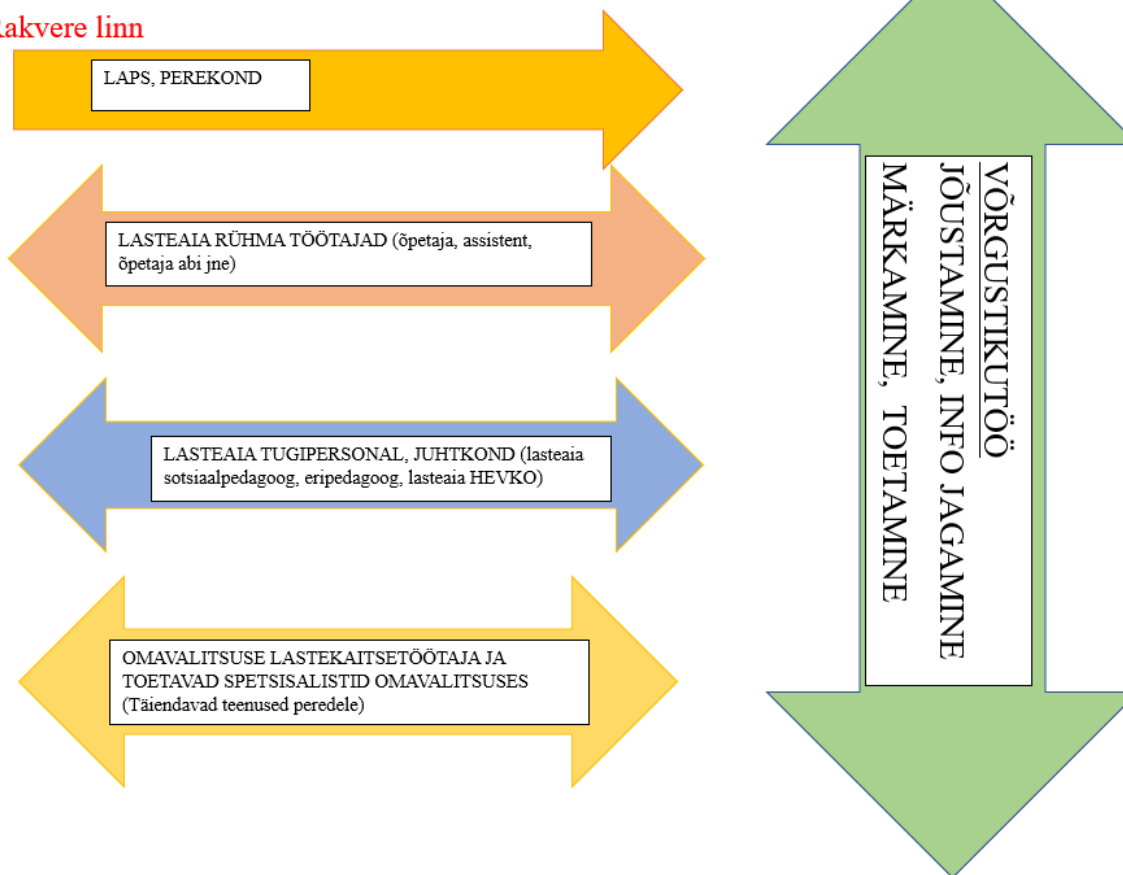 Rakvere linn
LAPS, PEREKOND
LASTEAIA RÜHMA TÖÖTAJAD (õpetaja, assistent,
õpetaja abi jne)
LASTEAIA TUGIPERSONAL, JUHTKOND (lasteaia
sotsiaalpedagoog, eripedagoog, lasteaia HEVKO)
OMAVALITSUSE LASTEKAITSETÖÖTAJA JA
TOETAVAD SPETSISALISTID OMAVALITSUSES
(Täiendavad teenused peredele)
VÕRGUSTIKUTÖÖ
JÕUSTAMINE, INFO JAGAMINE
MÄRKAMINE, TOETAMINE